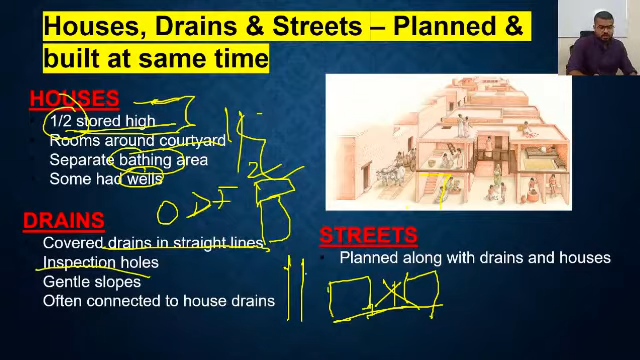 Houses, Drains & Streets – Planned &
built at same time
HOUSES
1/2 stored high
Rooms around courtyard
Separate bathing area
Some had wells
ODF
DRAINS
Covered drains in straight lines
Inspection holes
Gentle slopes
Often connected to house drains
STREETS
Planned along with drains and houses